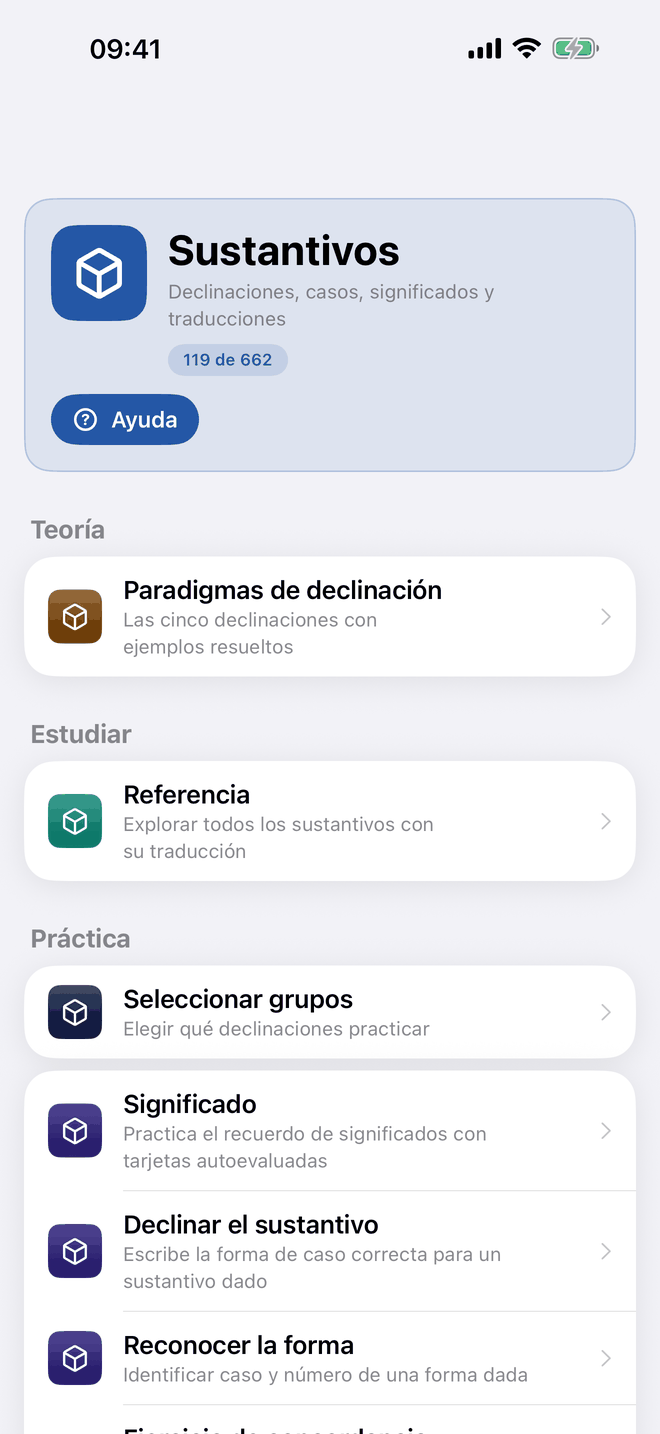 09:41
Sustantivos
Declinaciones, casos, significados y
traducciones
119 de 662
Ayuda
Teoría
Paradigmas de declinación
Las cinco declinaciones con
ejemplos resueltos
Estudiar
Referencia
Explorar todos los sustantivos con
su traducción
Práctica
Seleccionar grupos
Elegir qué declinaciones practicar
Significado
Practica el recuerdo de significados con
tarjetas autoevaluadas
Declinar el sustantivo
Escribe la forma de caso correcta para un
sustantivo dado
Reconocer la forma
Identificar caso y número de una forma dada